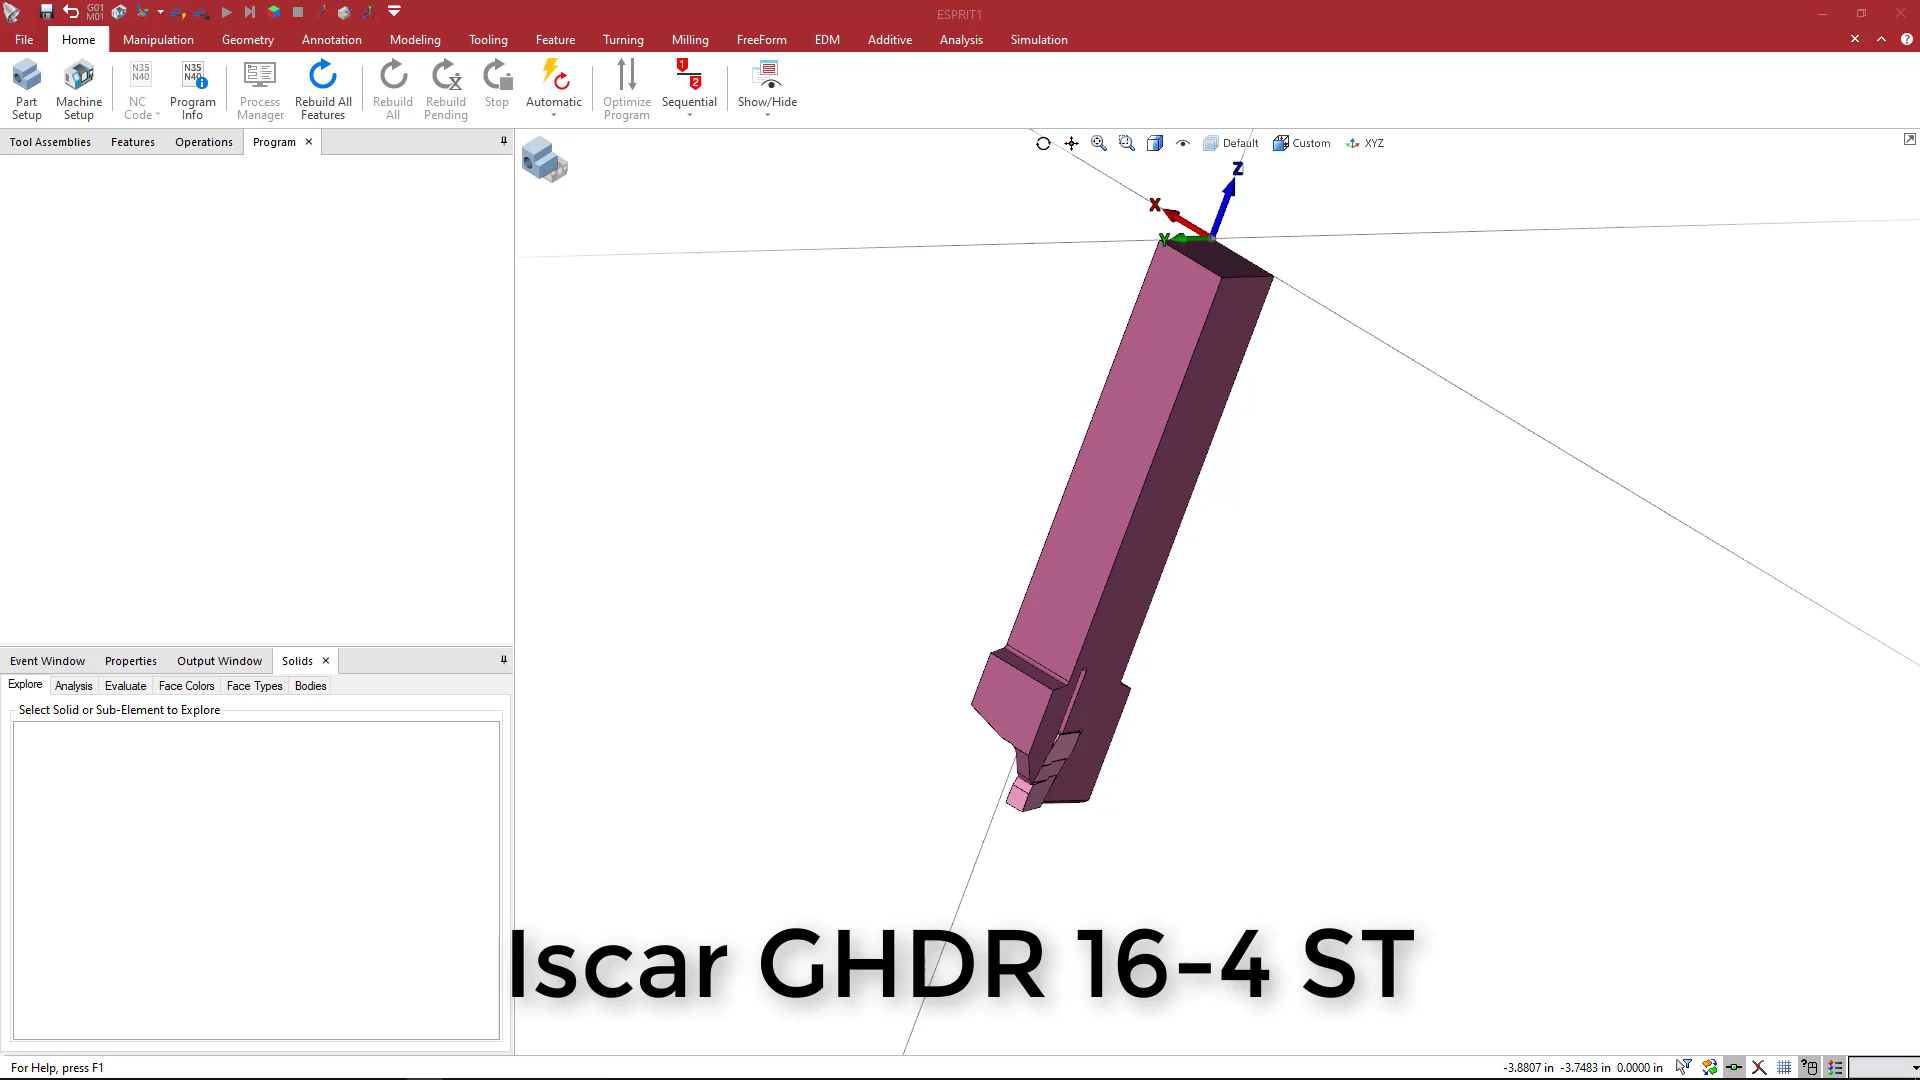 G01
M01
ESPRIT1
File Home Manipulation Geometry Annotation Modeling Tooling Feature Turning Milling FreeForm EDM Additive Analysis Simulation
N35
N40
N35
N40
1
2
Part
Setup
Machine
Setup
NC
Code
Program
Info
Process
Manager
Rebuild All
Features
Rebuild
All
Rebuild
Pending
Stop
Automatic
Optimize
Program
Sequential
Show/Hide
Tool Assemblies Features Operations Program
Default Custom XYZ
Z
X
Y
Event Window Properties Output Window Solids
Explore Analysis Evaluate Face Colors Face Types Bodies
Select Solid or Sub-Element to Explore
Iscar GHDR 16-4 ST
For Help, press F1
-3.8807 in -3.7483 in 0.0000 in